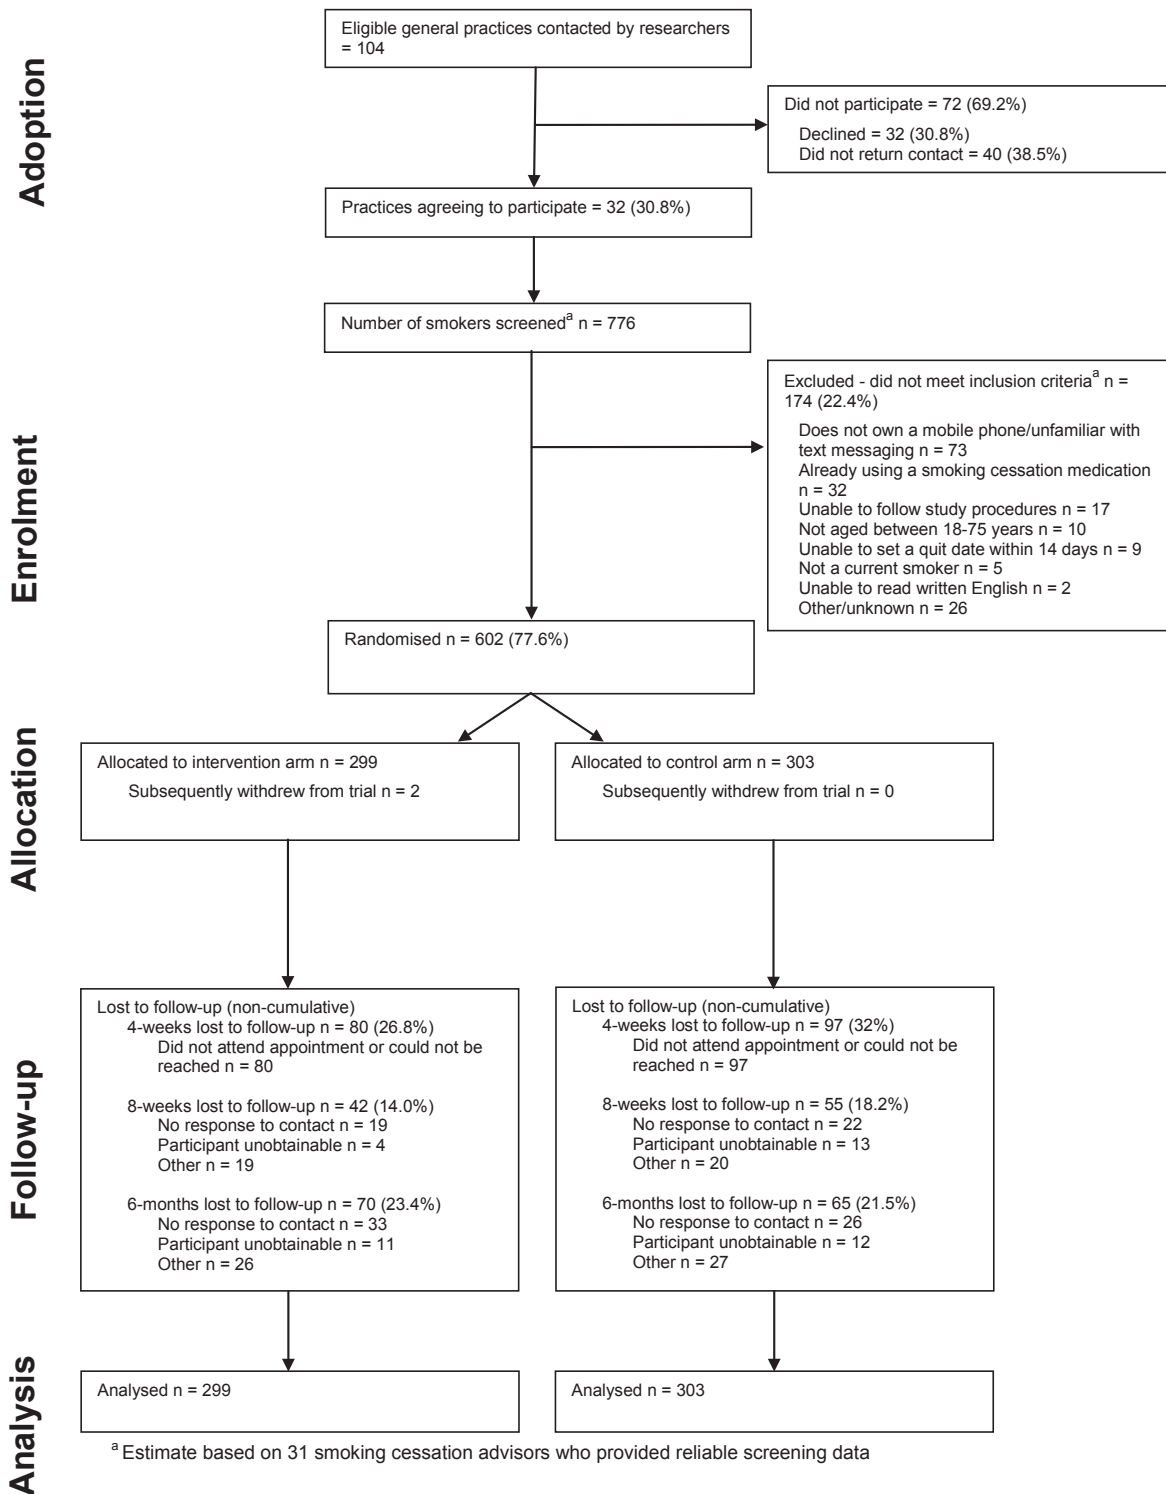 Adoption
Eligible general practices contacted by researchers
= 104
Did not participate = 72 (69.2%)
Declined = 32 (30.8%)
Did not return contact = 40 (38.5%)
Practices agreeing to participate = 32 (30.8%)
Enrolment
Number of smokers screened^a n = 776
Excluded - did not meet inclusion criteria^a n =
174 (22.4%)
Does not own a mobile phone/unfamiliar with
text messaging n = 73
Already using a smoking cessation medication
n = 32
Unable to follow study procedures n = 17
Not aged between 18-75 years n = 10
Unable to set a quit date within 14 days n = 9
Not a current smoker n = 5
Unable to read written English n = 2
Other/unknown n = 26
Randomised n = 602 (77.6%)
Allocation
Allocated to intervention arm n = 299
Subsequently withdrew from trial n = 2
Allocated to control arm n = 303
Subsequently withdrew from trial n = 0
Follow-up
Lost to follow-up (non-cumulative)
4-weeks lost to follow-up n = 80 (26.8%)
Did not attend appointment or could not be
reached n = 80
8-weeks lost to follow-up n = 42 (14.0%)
No response to contact n = 19
Participant unobtainable n = 4
Other n = 19
6-months lost to follow-up n = 70 (23.4%)
No response to contact n = 33
Participant unobtainable n = 11
Other n = 26
Lost to follow-up (non-cumulative)
4-weeks lost to follow-up n = 97 (32%)
Did not attend appointment or could not be
reached n = 97
8-weeks lost to follow-up n = 55 (18.2%)
No response to contact n = 22
Participant unobtainable n = 13
Other n = 20
6-months lost to follow-up n = 65 (21.5%)
No response to contact n = 26
Participant unobtainable n = 12
Other n = 27
Analysis
Analysed n = 299
Analysed n = 303
^a Estimate based on 31 smoking cessation advisors who provided reliable screening data